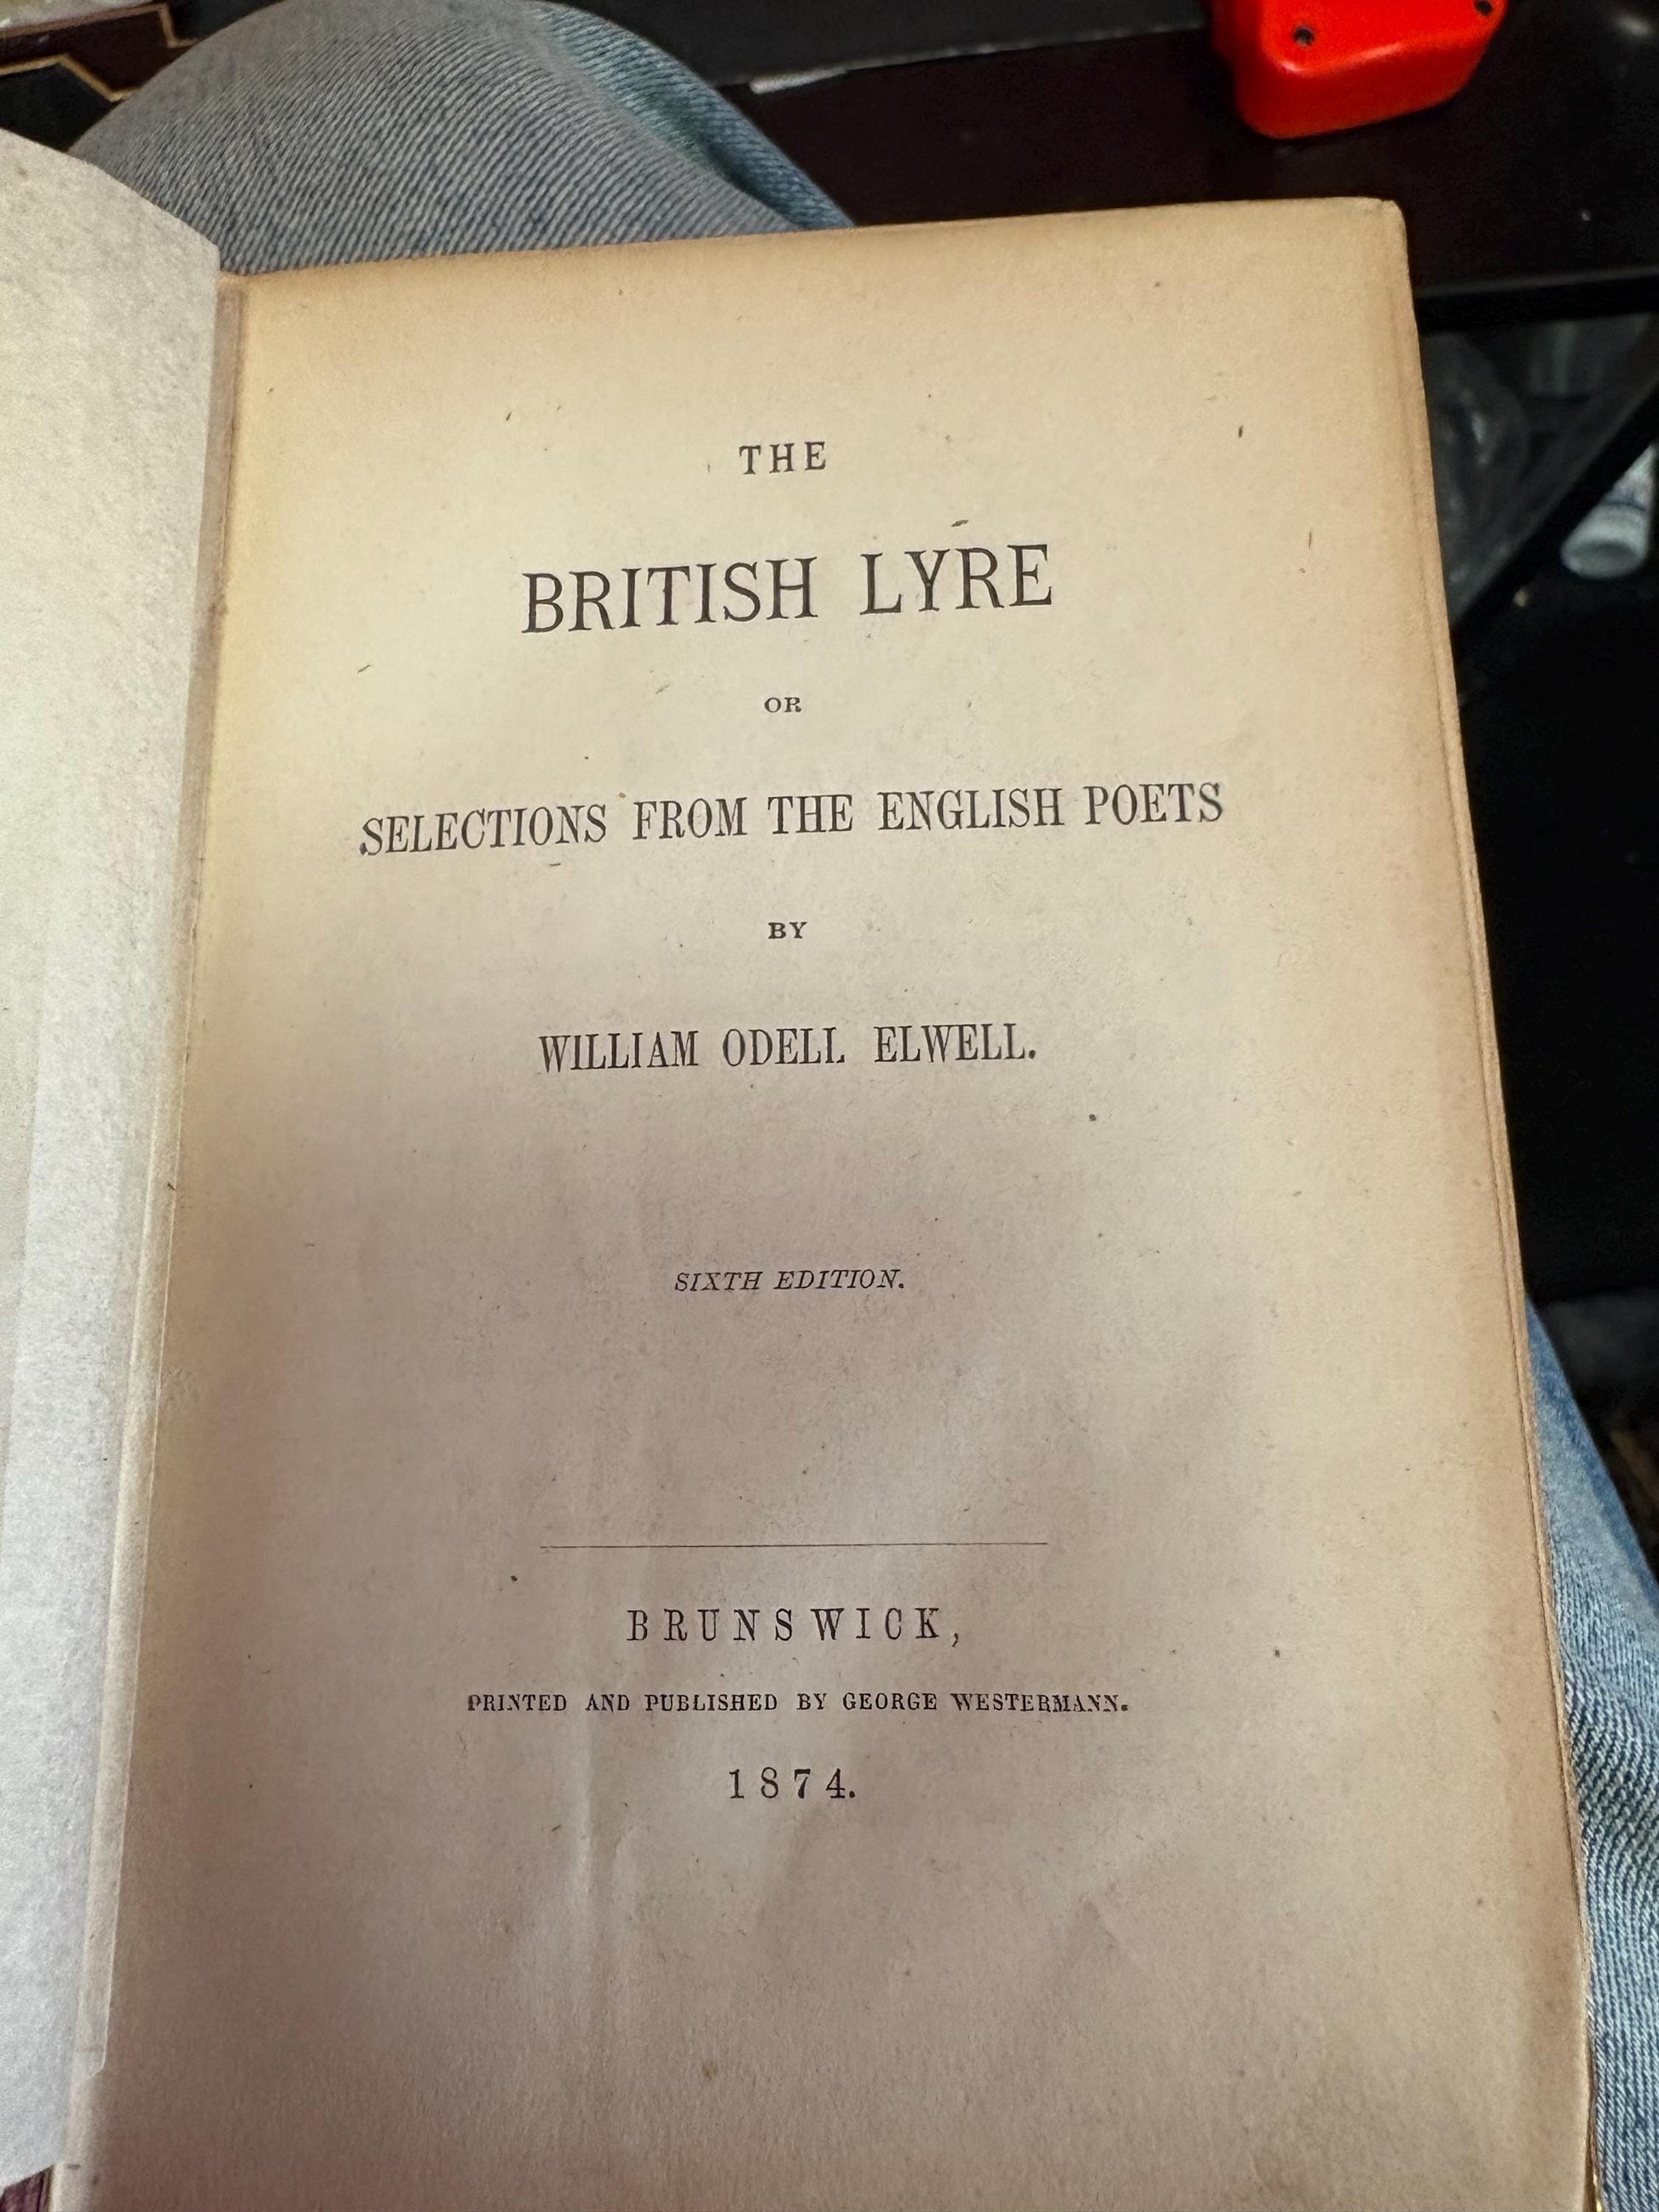 THE
BRITISH LYRE
OR
SELECTIONS FROM THE ENGLISH POETS
BY
WILLIAM ODELL ELWELL.
SIXTH EDITION.
BRUNSWICK,
PRINTED AND PUBLISHED BY GEORGE WESTERMANN.
1874.